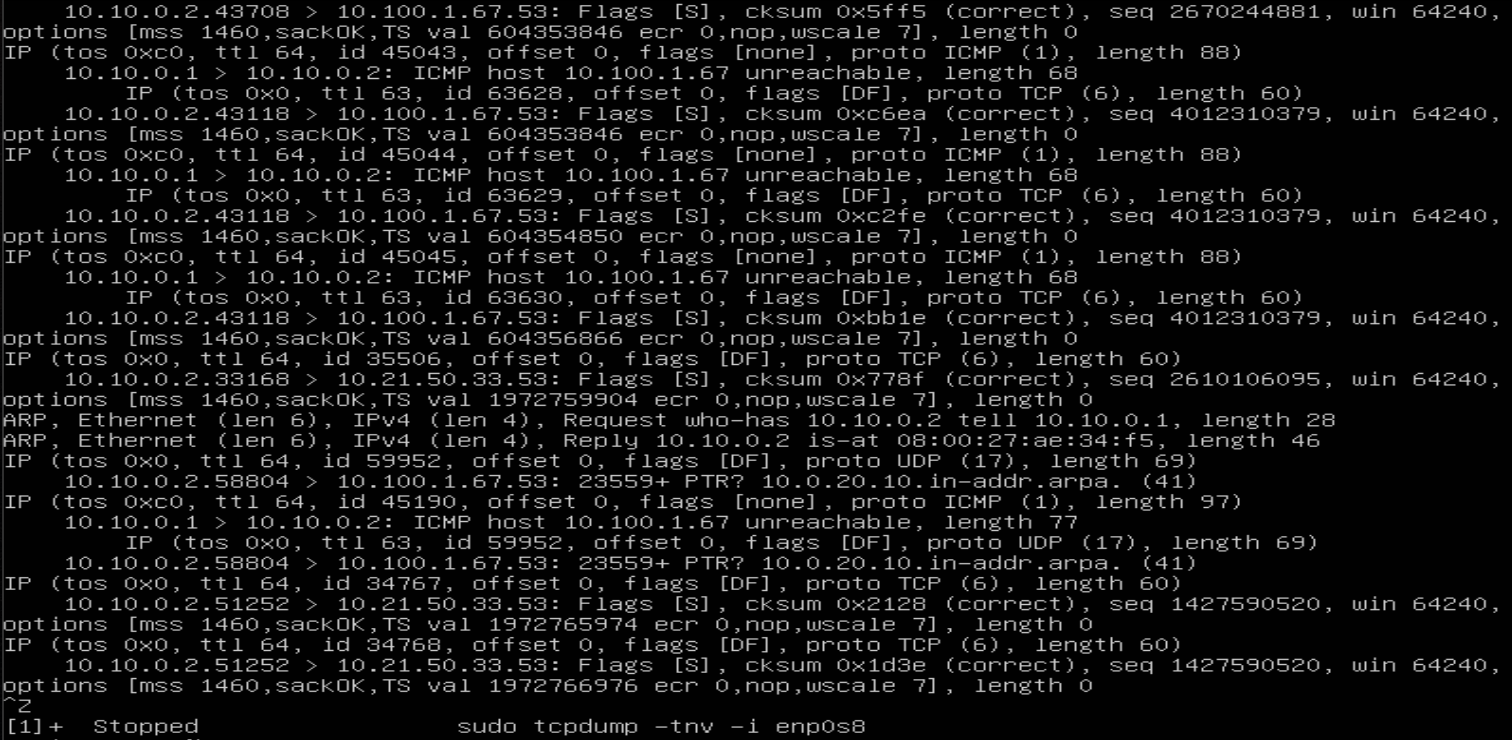 10.10.0.2.43708 > 10.100.1.67.53: Flags [S], cksum 0x5ff5 (correct), seq 2670244881, win 64240,
options [mss 1460,sackOK,TS val 604353846 ecr 0,nop,wscale 7], length 0
IP (tos 0xc0, ttl 64, id 45043, offset 0, flags [none], proto ICMP (1), length 88)
10.10.0.1 > 10.10.0.2: ICMP host 10.100.1.67 unreachable, length 68
IP (tos 0x0, ttl 63, id 63628, offset 0, flags [DF], proto TCP (6), length 60)
10.10.0.2.43118 > 10.100.1.67.53: Flags [S], cksum 0xc6ea (correct), seq 4012310379, win 64240,
options [mss 1460,sackOK,TS val 604353846 ecr 0,nop,wscale 7], length 0
IP (tos 0xc0, ttl 64, id 45044, offset 0, flags [none], proto ICMP (1), length 88)
10.10.0.1 > 10.10.0.2: ICMP host 10.100.1.67 unreachable, length 68
IP (tos 0x0, ttl 63, id 63629, offset 0, flags [DF], proto TCP (6), length 60)
10.10.0.2.43118 > 10.100.1.67.53: Flags [S], cksum 0xc2fe (correct), seq 4012310379, win 64240,
options [mss 1460,sackOK,TS val 604354850 ecr 0,nop,wscale 7], length 0
IP (tos 0xc0, ttl 64, id 45045, offset 0, flags [none], proto ICMP (1), length 88)
10.10.0.1 > 10.10.0.2: ICMP host 10.100.1.67 unreachable, length 68
IP (tos 0x0, ttl 63, id 63630, offset 0, flags [DF], proto TCP (6), length 60)
10.10.0.2.43118 > 10.100.1.67.53: Flags [S], cksum 0xbb1e (correct), seq 4012310379, win 64240,
options [mss 1460,sackOK,TS val 604356866 ecr 0,nop,wscale 7], length 0
IP (tos 0x0, ttl 64, id 35506, offset 0, flags [DF], proto TCP (6), length 60)
10.10.0.2.33168 > 10.21.50.33.53: Flags [S], cksum 0x778f (correct), seq 2610106095, win 64240,
options [mss 1460,sackOK,TS val 1972759904 ecr 0,nop,wscale 7], length 0
ARP, Ethernet (len 6), IPv4 (len 4), Request who-has 10.10.0.2 tell 10.10.0.1, length 28
ARP, Ethernet (len 6), IPv4 (len 4), Reply 10.10.0.2 is-at 08:00:27:ae:34:f5, length 46
IP (tos 0x0, ttl 64, id 59952, offset 0, flags [DF], proto UDP (17), length 69)
10.10.0.2.58804 > 10.100.1.67.53: 23559+ PTR? 10.0.20.10.in-addr.arpa. (41)
IP (tos 0xc0, ttl 64, id 45190, offset 0, flags [none], proto ICMP (1), length 97)
10.10.0.1 > 10.10.0.2: ICMP host 10.100.1.67 unreachable, length 77
IP (tos 0x0, ttl 63, id 59952, offset 0, flags [DF], proto UDP (17), length 69)
10.10.0.2.58804 > 10.100.1.67.53: 23559+ PTR? 10.0.20.10.in-addr.arpa. (41)
IP (tos 0x0, ttl 64, id 34767, offset 0, flags [DF], proto TCP (6), length 60)
10.10.0.2.51252 > 10.21.50.33.53: Flags [S], cksum 0x2128 (correct), seq 1427590520, win 64240,
options [mss 1460,sackOK,TS val 1972765974 ecr 0,nop,wscale 7], length 0
IP (tos 0x0, ttl 64, id 34768, offset 0, flags [DF], proto TCP (6), length 60)
10.10.0.2.51252 > 10.21.50.33.53: Flags [S], cksum 0x1d3e (correct), seq 1427590520, win 64240,
options [mss 1460,sackOK,TS val 1972766976 ecr 0,nop,wscale 7], length 0
^Z
[1]+  Stopped                 sudo tcpdump -tnv -i enp0s8